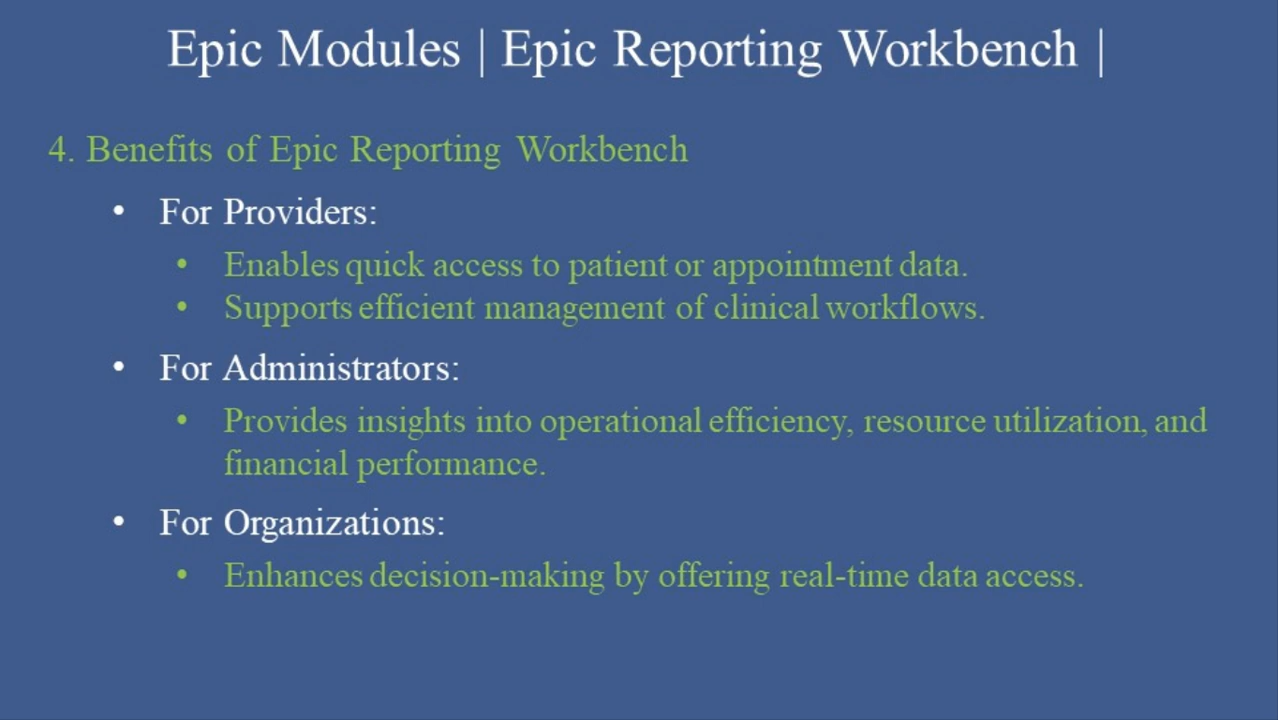 Epic Modules | Epic Reporting Workbench |
4. Benefits of Epic Reporting Workbench
• For Providers:
• Enables quick access to patient or appointment data.
• Supports efficient management of clinical workflows.
• For Administrators:
• Provides insights into operational efficiency, resource utilization, and
financial performance.
• For Organizations:
• Enhances decision-making by offering real-time data access.